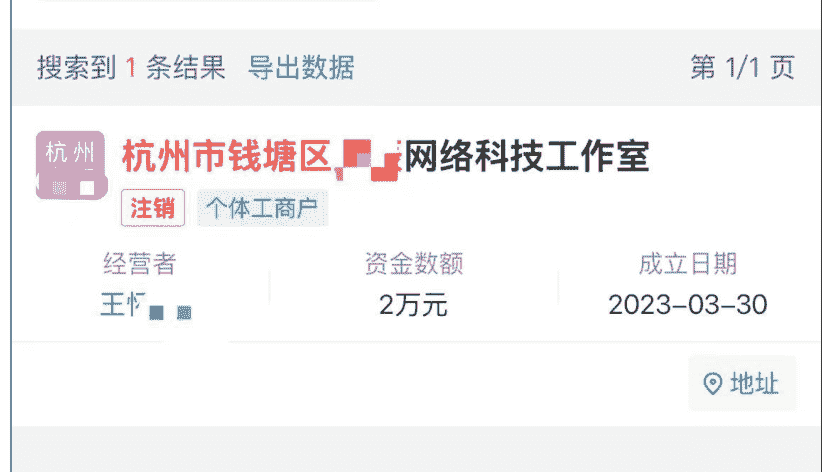 搜索到 1 条结果 导出数据 第 1/1 页
杭州
杭州市钱塘区 网络科技工作室
注销 个体工商户
经营者 资金数额 成立日期
王 2万元 2023-03-30
地址